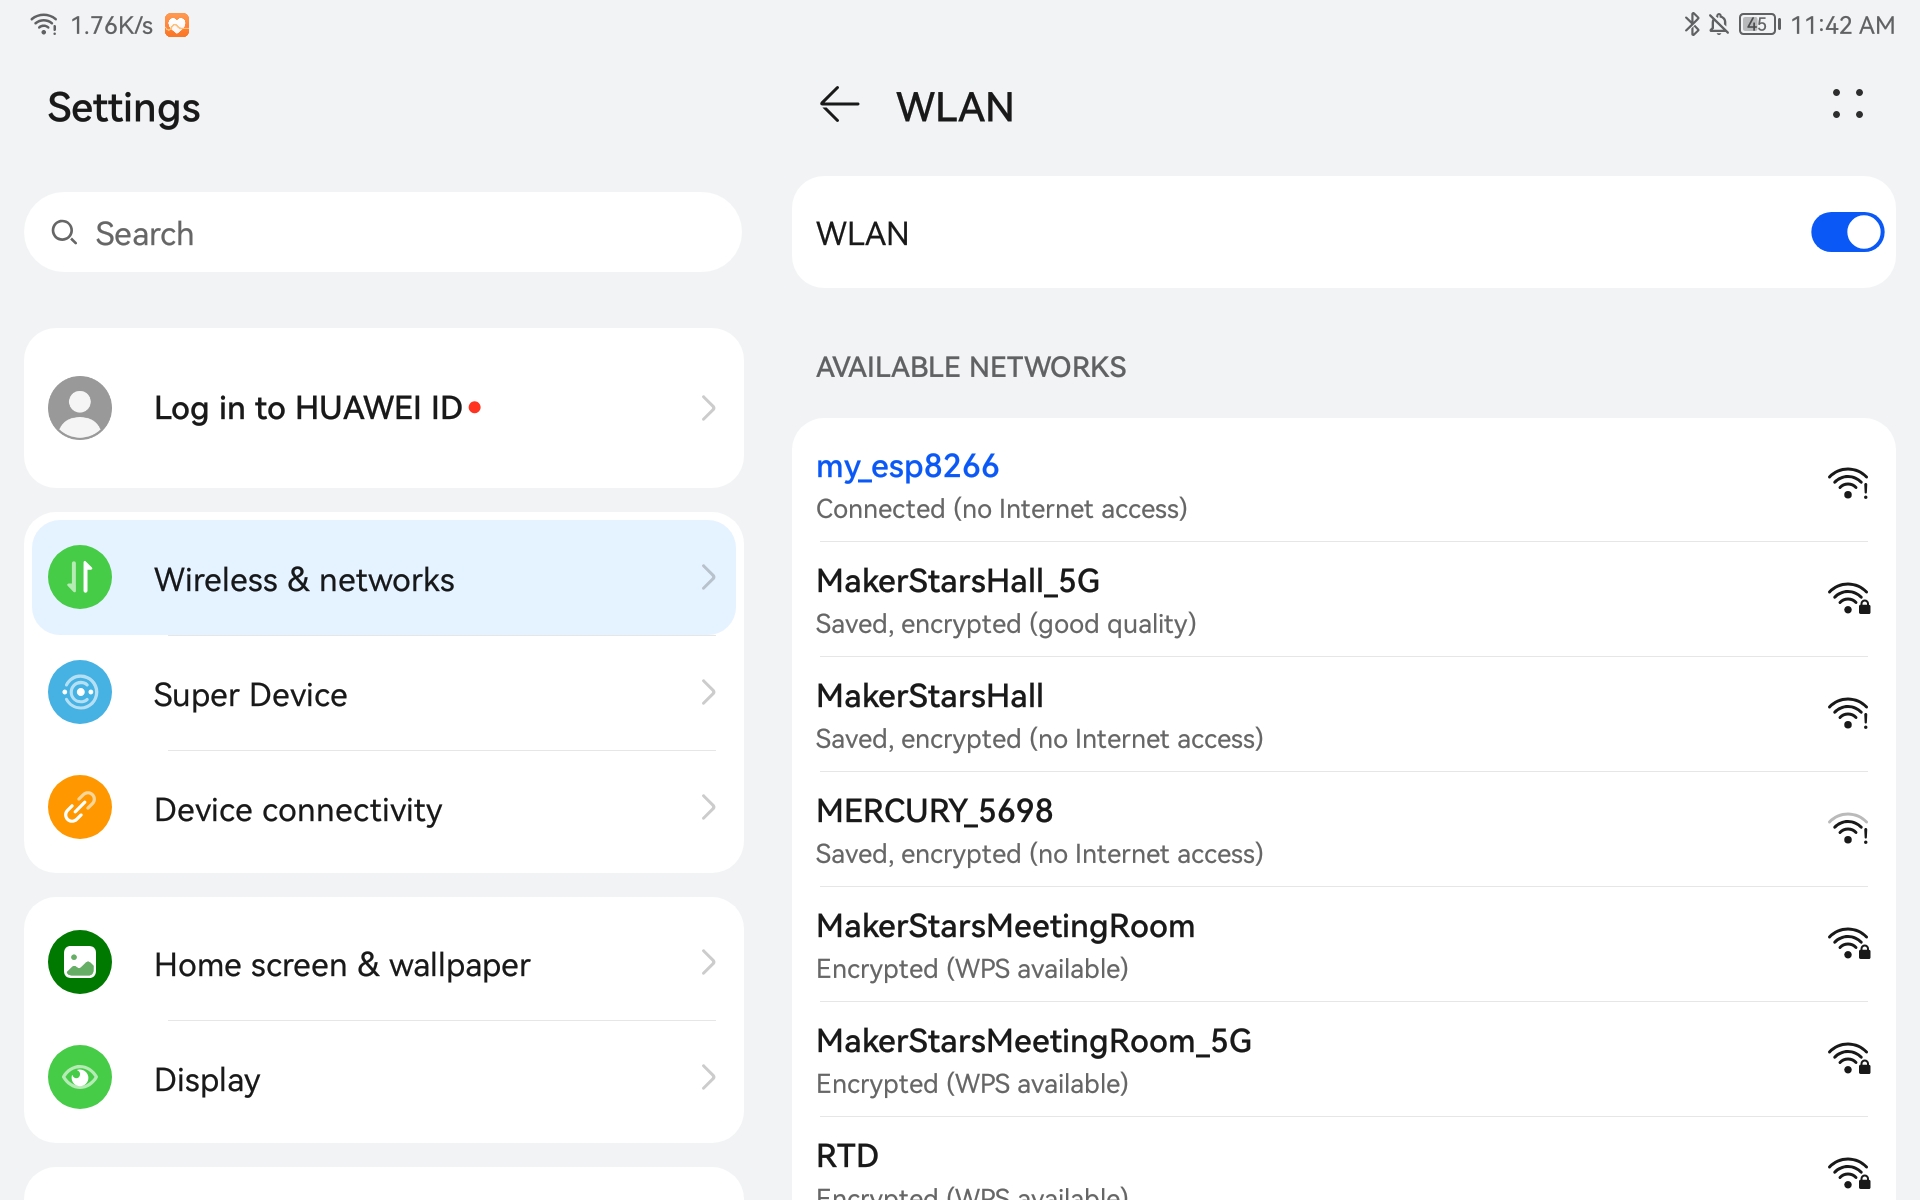 1.76K/s
45
11:42 AM
Settings
Search
Log in to HUAWEI ID
Wireless & networks
Super Device
Device connectivity
Home screen & wallpaper
Display
WLAN
WLAN
AVAILABLE NETWORKS
my_esp8266
Connected (no Internet access)
MakerStarsHall_5G
Saved, encrypted (good quality)
MakerStarsHall
Saved, encrypted (no Internet access)
MERCURY_5698
Saved, encrypted (no Internet access)
MakerStarsMeetingRoom
Encrypted (WPS available)
MakerStarsMeetingRoom_5G
Encrypted (WPS available)
RTD
Encrypted (WPS available)